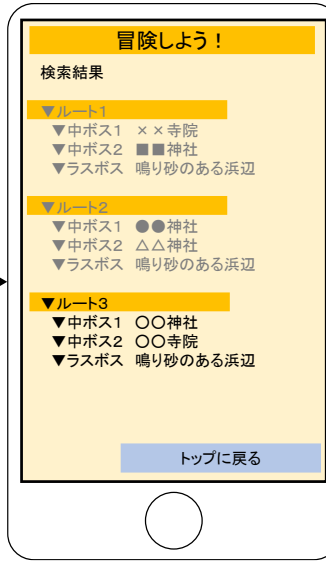 冒険しよう！
検索結果
▼ルート1
▼中ボス1 ××寺院
▼中ボス2 ■■神社
▼ラスボス 鳴り砂のある浜辺
▼ルート2
▼中ボス1 ●●神社
▼中ボス2 △△神社
▼ラスボス 鳴り砂のある浜辺
▼ルート3
▼中ボス1 〇〇神社
▼中ボス2 〇〇寺院
▼ラスボス 鳴り砂のある浜辺
トップに戻る